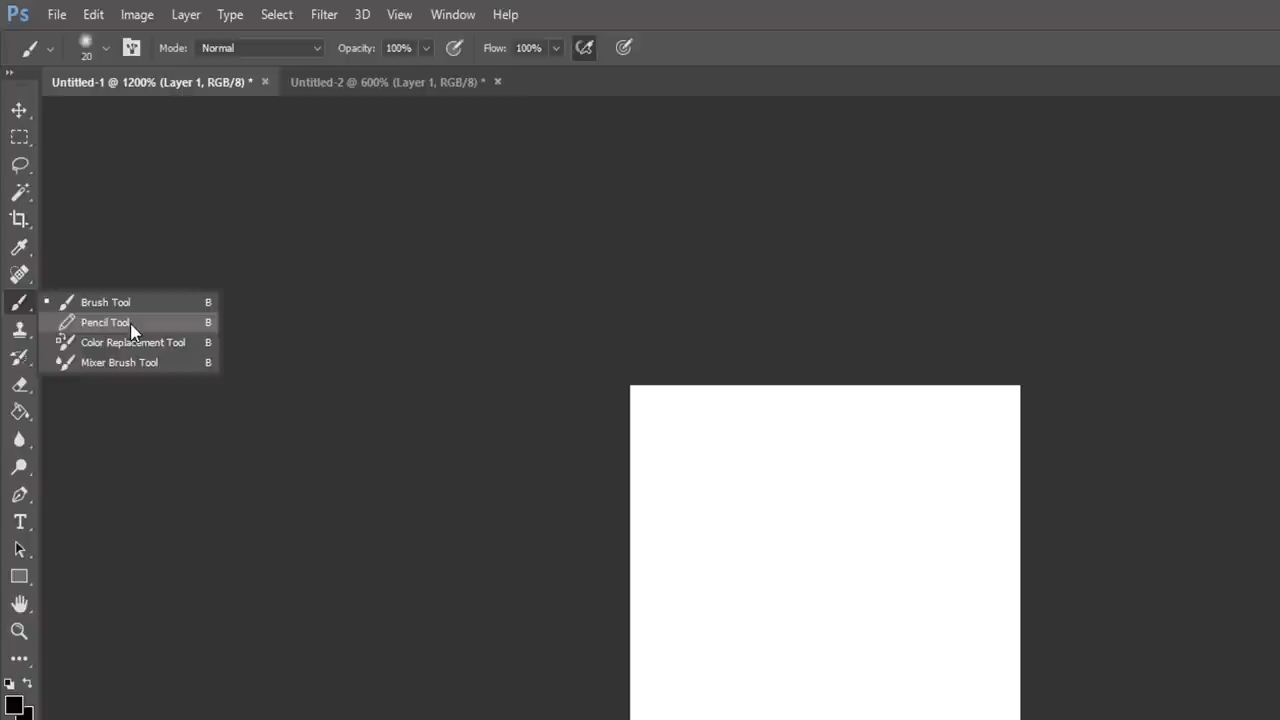 Ps File Edit Image Layer Type Select Filter 3D View Window Help
20 Mode: Normal Opacity: 100% Flow: 100%
Untitled-1 @ 1200% (Layer 1, RGB/8) * × Untitled-2 @ 600% (Layer 1, RGB/8) * ×
Brush Tool B
Pencil Tool B
Color Replacement Tool B
Mixer Brush Tool B
T